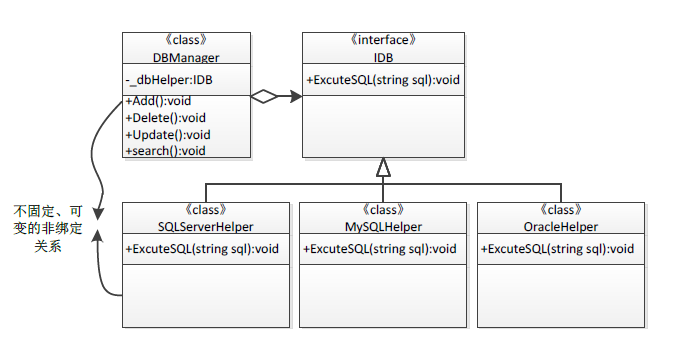 《class》
DBManager
-_dbHelper:IDB
+Add():void
+Delete():void
+Update():void
+search():void
《interface》
IDB
+ExcuteSQL(string sql):void
不固定、可
变的非绑定
关系
《class》
SQLServerHelper
+ExcuteSQL(string sql):void
《class》
MySQLHelper
+ExcuteSQL(string sql):void
《class》
OracleHelper
+ExcuteSQL(string sql):void